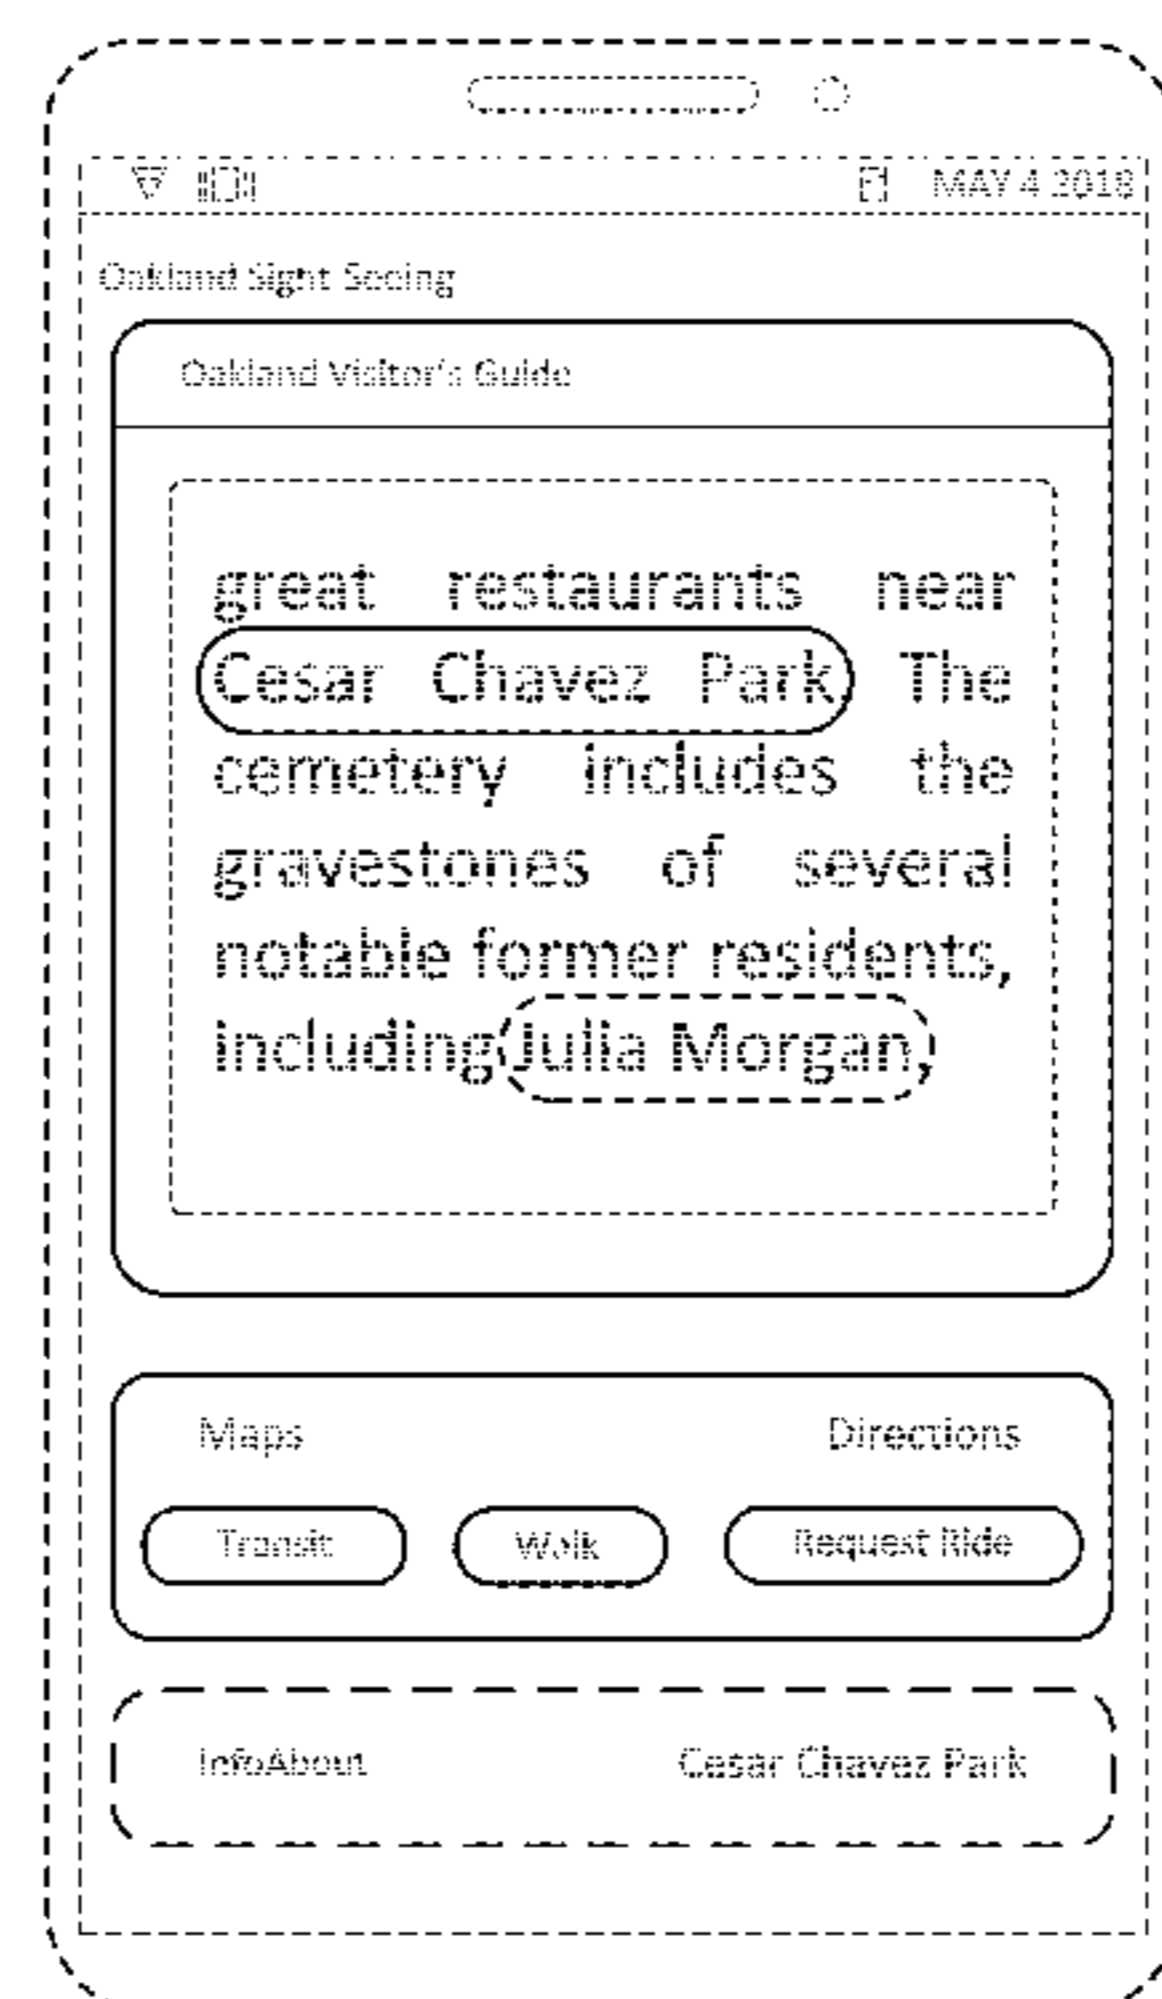 MAY 4 2018
Oakland Sight Seeing
Oakland Visitor's Guide
great restaurants near
Cesar Chavez Park The
cemetery includes the
gravestones of several
notable former residents,
including Julia Morgan,
Maps Directions
Transit Walk Request Ride
InfoAbout Cesar Chavez Park